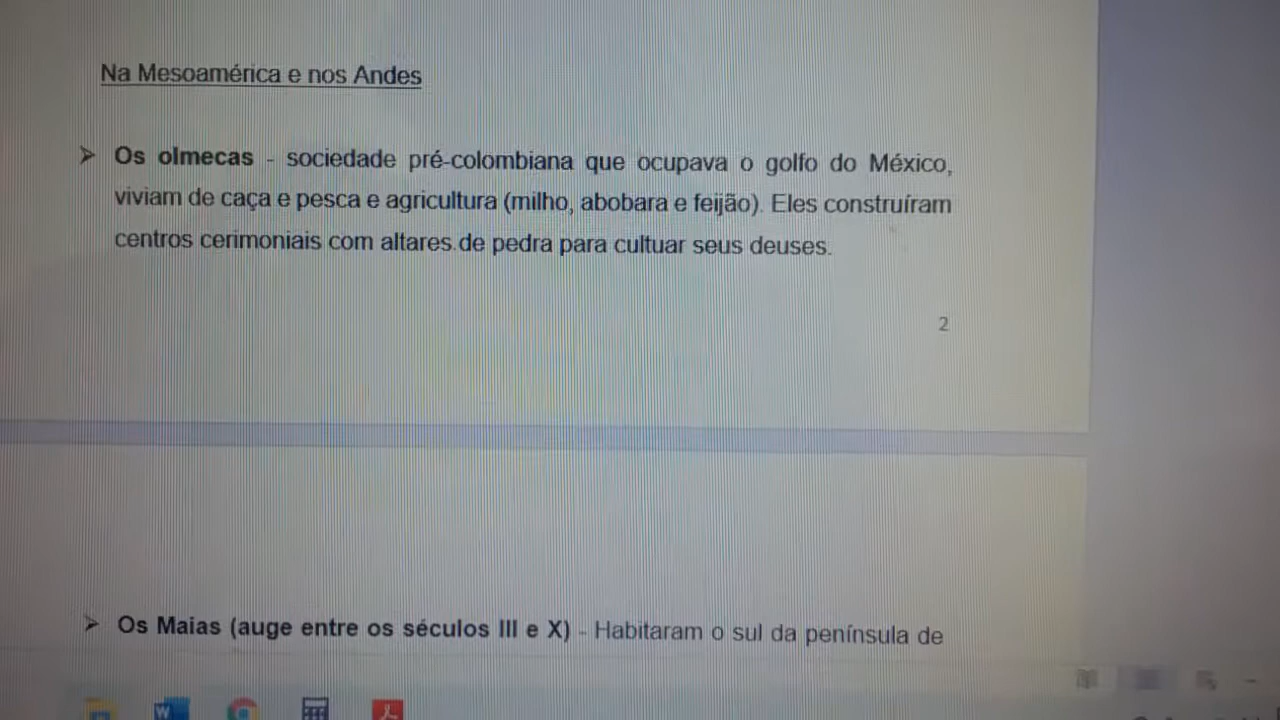 Na Mesoamérica e nos Andes
➢ Os olmecas - sociedade pré-colombiana que ocupava o golfo do México,
viviam de caça e pesca e agricultura (milho, abobara e feijão). Eles construíram
centros cerimoniais com altares de pedra para cultuar seus deuses.
2
➢ Os Maias (auge entre os séculos III e X) - Habitaram o sul da península de
W